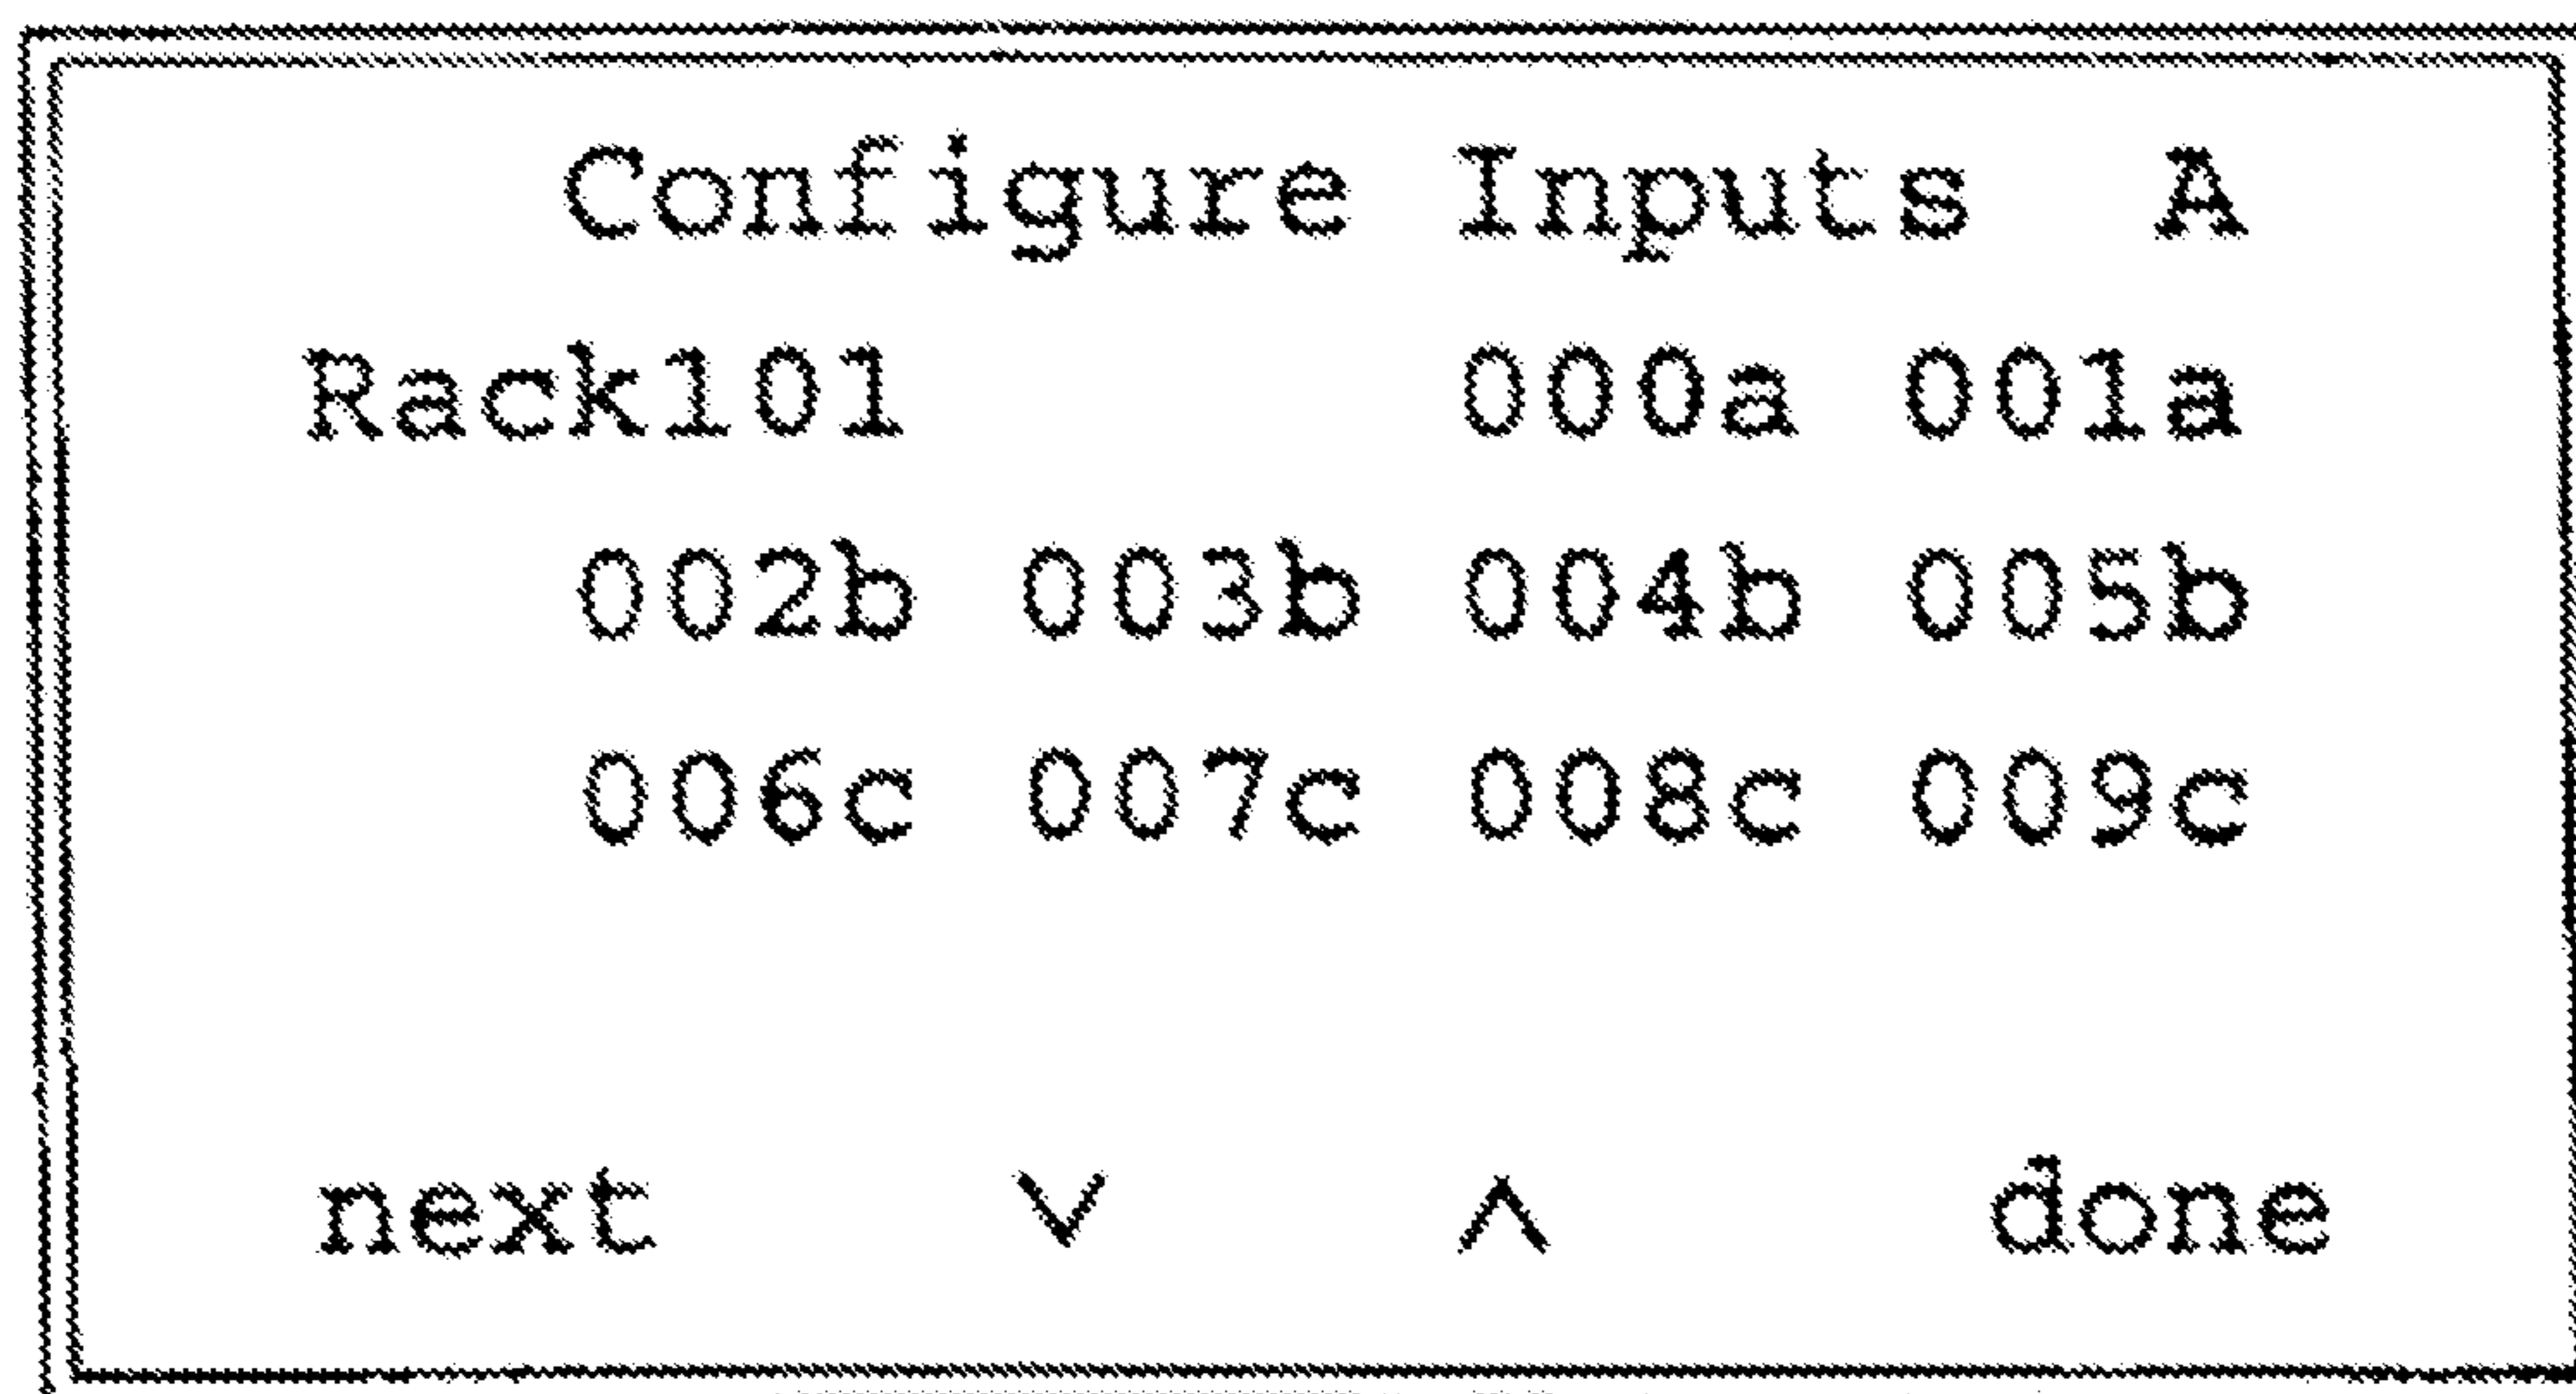 Configure Inputs A
Rack101 000a 001a
002b 003b 004b 005b
006c 007c 008c 009c
next ∨ ∧ done